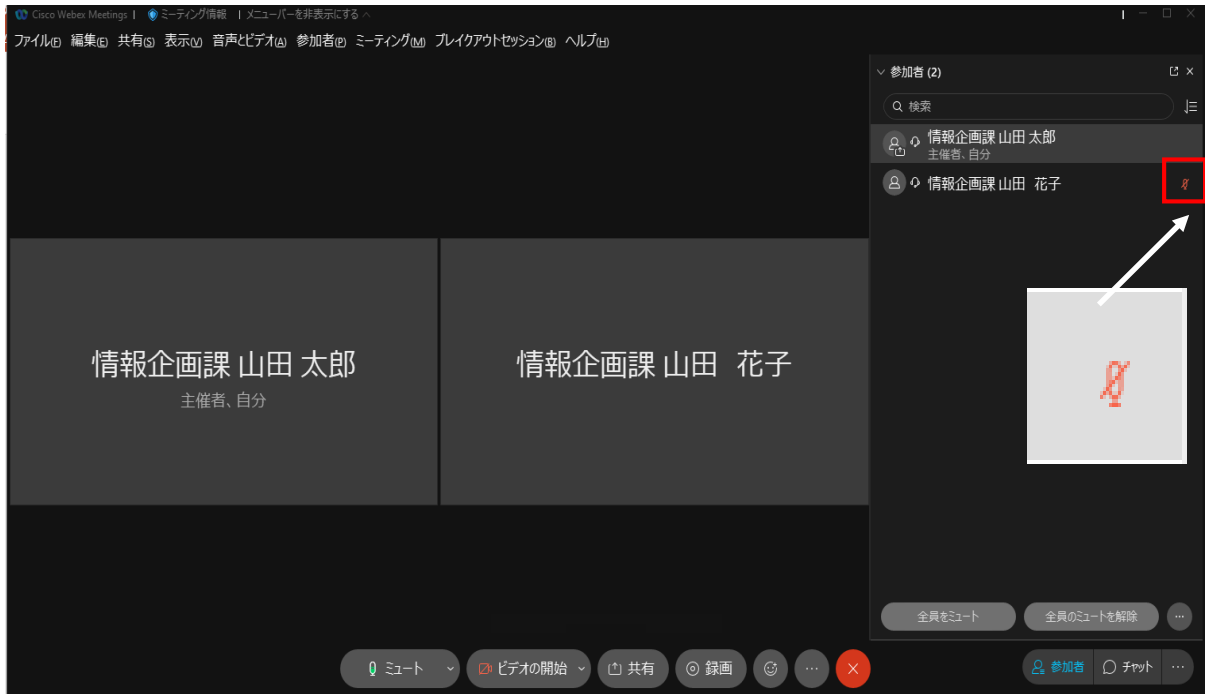 Cisco Webex Meetings | ミーティング情報 | メニューバーを非表示にする
ファイル(F) 編集(E) 共有(S) 表示(V) 音声とビデオ(A) 参加者(P) ミーティング(M) ブレイクアウトセッション(B) ヘルプ(H)
参加者 (2)
検索
情報企画課 山田 太郎
主催者、自分
情報企画課 山田　花子
情報企画課 山田 太郎
主催者、自分
情報企画課 山田　花子
全員をミュート 全員のミュートを解除 ...
ミュート ビデオの開始 共有 録画 ...
参加者 チャット ...